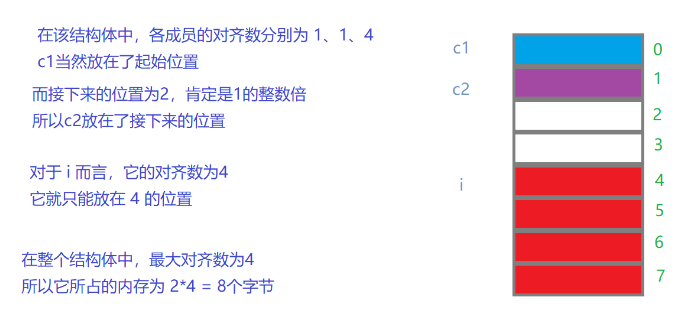 在该结构体中，各成员的对齐数分别为 1、1、4
c1当然放在了起始位置
而接下来的位置为2，肯定是1的整数倍
所以c2放在了接下来的位置
对于 i 而言，它的对齐数为4
它就只能放在 4 的位置
在整个结构体中，最大对齐数为4
所以它所占的内存为 2*4 = 8个字节
c1
c2
i
0
1
2
3
4
5
6
7